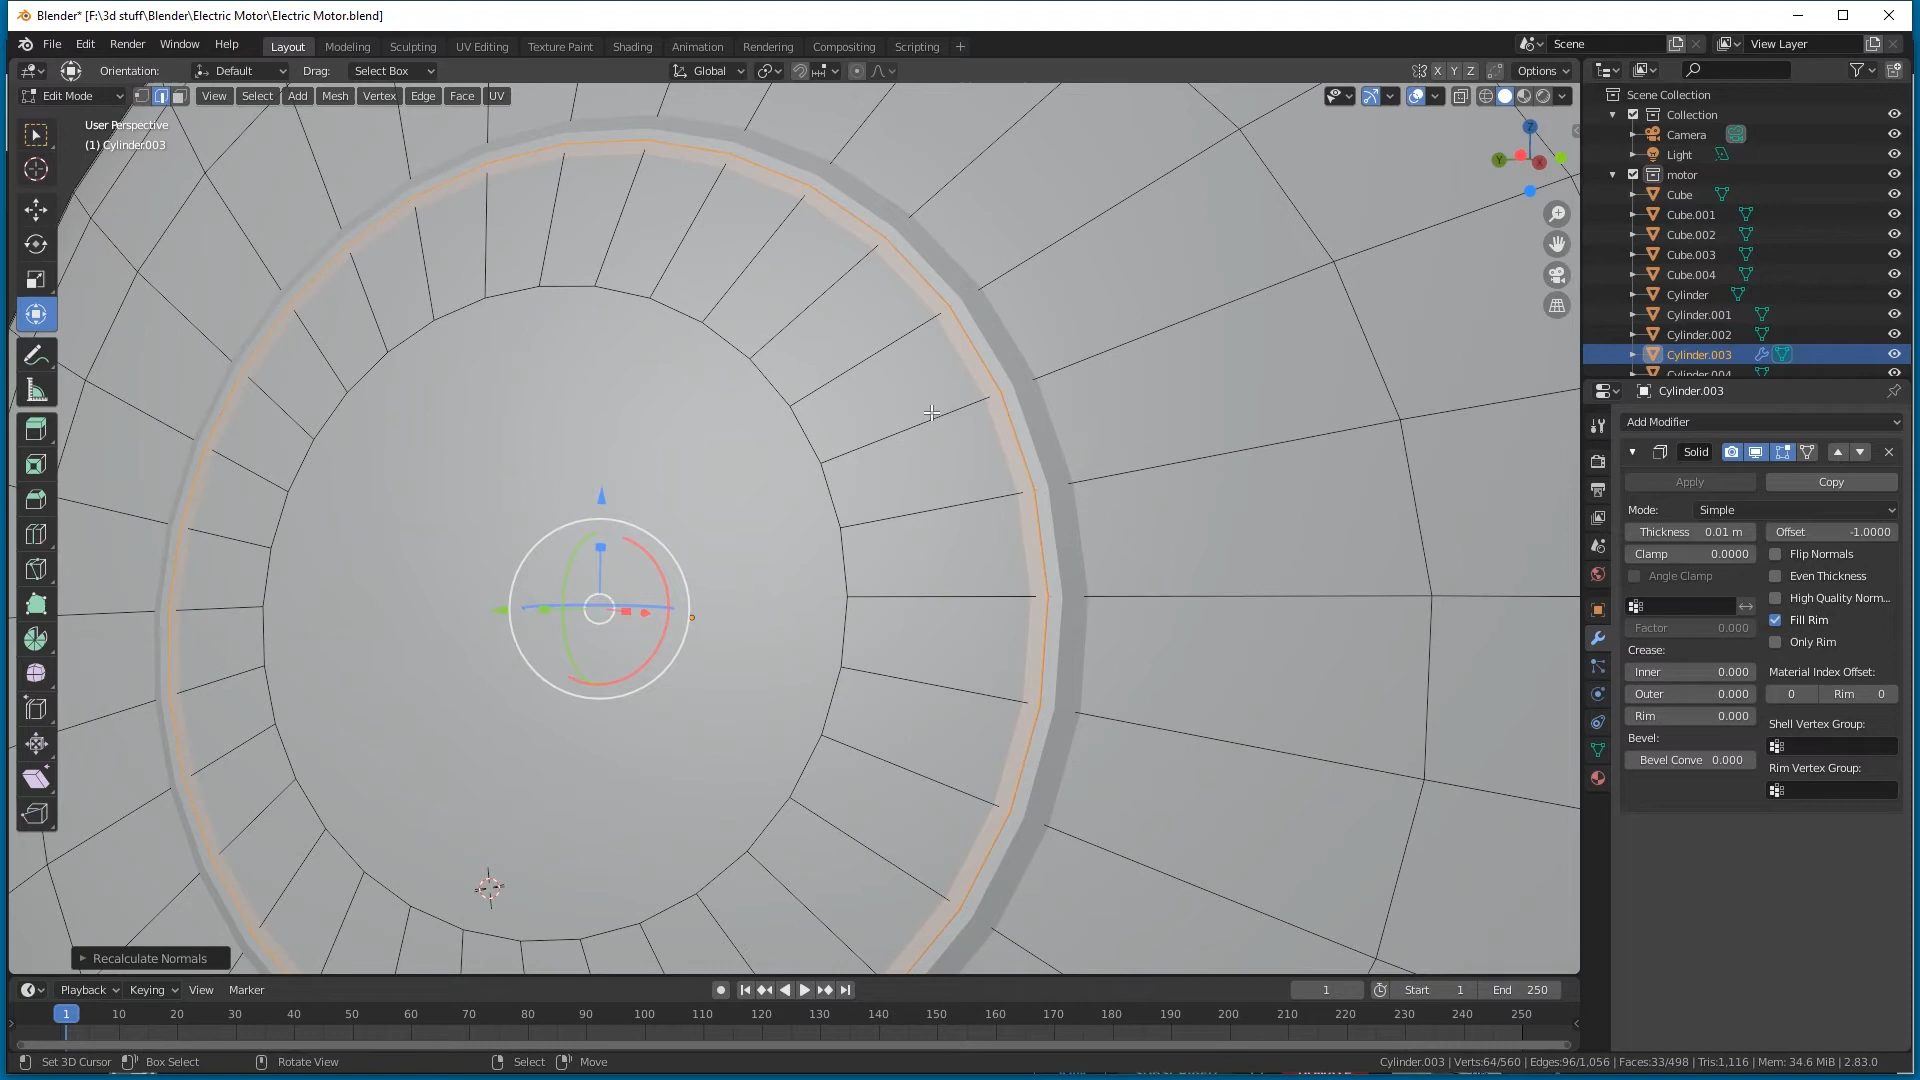 Blender* [F:\3d stuff\Blender\Electric Motor\Electric Motor.blend]
File Edit Render Window Help Layout Modeling Sculpting UV Editing Texture Paint Shading Animation Rendering Compositing Scripting + Scene View Layer
Orientation: Default Drag: Select Box Global X Y Z Options
Edit Mode View Select Add Mesh Vertex Edge Face UV
User Perspective
(1) Cylinder.003
Z
Y X
Scene Collection
Collection
Camera
Light
motor
Cube
Cube.001
Cube.002
Cube.003
Cube.004
Cylinder
Cylinder.001
Cylinder.002
Cylinder.003
Cylinder.004
Cylinder.003
Add Modifier
Solid
Apply Copy
Mode: Simple
Thickness 0.01 m Offset -1.0000
Clamp 0.0000 Flip Normals
Angle Clamp Even Thickness
High Quality Norm...
Factor 0.000 Fill Rim
Crease: Only Rim
Inner 0.000 Material Index Offset:
Outer 0.000 0 Rim 0
Rim 0.000 Shell Vertex Group:
Bevel:
Bevel Conve 0.000 Rim Vertex Group:
Recalculate Normals
Playback Keying View Marker 1 Start 1 End 250
1 10 20 30 40 50 60 70 80 90 100 110 120 130 140 150 160 170 180 190 200 210 220 230 240 250
Set 3D Cursor Box Select Rotate View Select Move Cylinder.003 | Verts:64/560 | Edges:96/1,056 | Faces:33/498 | Tris:1,116 | Mem: 34.6 MiB | 2.83.0